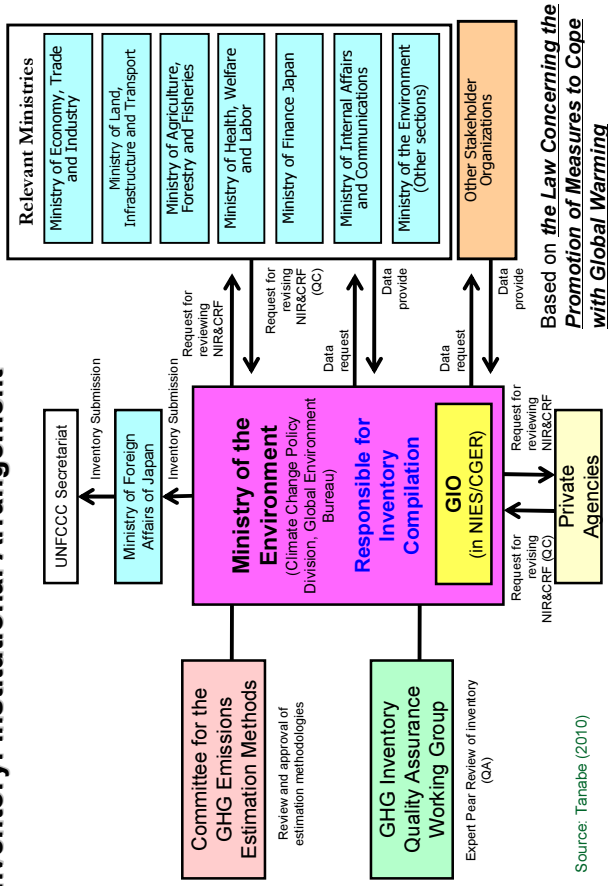 nventory: Institutional Arrangement
UNFCCC Secretariat
Inventory Submission
Ministry of Foreign
Affairs of Japan
Inventory Submission
Committee for the
GHG Emissions
Estimation Methods
Review and approval of
estimation methodologies
GHG Inventory
Quality Assurance
Working Group
Expert Pear Review of inventory
(QA)
Ministry of the
Environment
(Climate Change Policy
Division, Global Environment
Bureau)
Responsible for
Inventory
Compilation
GIO
(in NIES/CGER)
Request for
revising
NIR&CRF (QC)
Request for
reviewing
NIR&CRF
Private
Agencies
Request for
reviewing
NIR&CRF
Request for
revising
NIR&CRF
(QC)
Data
request
Data
provide
Data
request
Data
provide
Relevant Ministries
Ministry of Economy, Trade
and Industry
Ministry of Land,
Infrastructure and Transport
Ministry of Agriculture,
Forestry and Fisheries
Ministry of Health, Welfare
and Labor
Ministry of Finance Japan
Ministry of Internal Affairs
and Communications
Ministry of the Environment
(Other sections)
Other Stakeholder
Organizations
Based on the Law Concerning the
Promotion of Measures to Cope
with Global Warming
Source: Tanabe (2010)